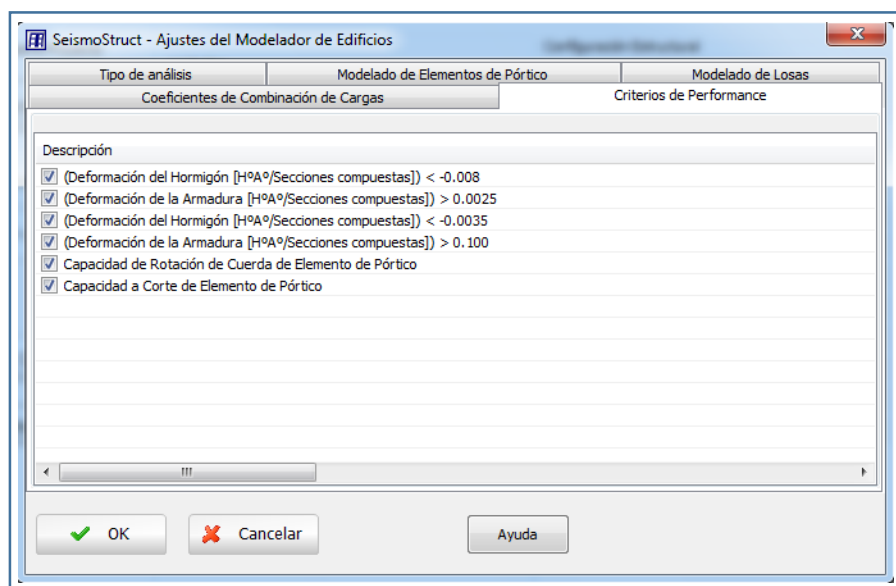 SeismoStruct - Ajustes del Modelador de Edificios
Tipo de análisis
Modelado de Elementos de Pórtico
Modelado de Losas
Coeficientes de Combinación de Cargas
Criterios de Performance
Descripción
(Deformación del Hormigón [HºAº/Secciones compuestas]) < -0.008
(Deformación de la Armadura [HºAº/Secciones compuestas]) > 0.0025
(Deformación del Hormigón [HºAº/Secciones compuestas]) < -0.0035
(Deformación de la Armadura [HºAº/Secciones compuestas]) > 0.100
Capacidad de Rotación de Cuerda de Elemento de Pórtico
Capacidad a Corte de Elemento de Pórtico
OK
Cancelar
Ayuda